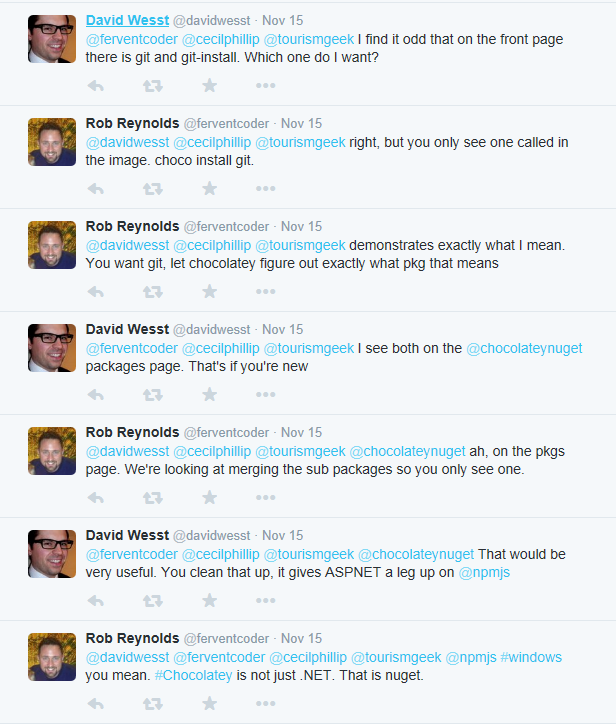 David Wesst @davidwesst · Nov 15
@ferventcoder @cecilphillip @tourismgeek I find it odd that on the front page
there is git and git-install. Which one do I want?
Rob Reynolds @ferventcoder · Nov 15
@davidwesst @cecilphillip @tourismgeek right, but you only see one called in
the image. choco install git.
Rob Reynolds @ferventcoder · Nov 15
@davidwesst @cecilphillip @tourismgeek demonstrates exactly what I mean.
You want git, let chocolatey figure out exactly what pkg that means
David Wesst @davidwesst · Nov 15
@ferventcoder @cecilphillip @tourismgeek I see both on the @chocolateynuget
packages page. That's if you're new
Rob Reynolds @ferventcoder · Nov 15
@davidwesst @cecilphillip @tourismgeek @chocolateynuget ah, on the pkgs
page. We're looking at merging the sub packages so you only see one.
David Wesst @davidwesst · Nov 15
@ferventcoder @cecilphillip @tourismgeek @chocolateynuget That would be
very useful. You clean that up, it gives ASPNET a leg up on @npmjs
Rob Reynolds @ferventcoder · Nov 15
@davidwesst @ferventcoder @cecilphillip @tourismgeek @npmjs #windows
you mean. #Chocolatey is not just .NET. That is nuget.